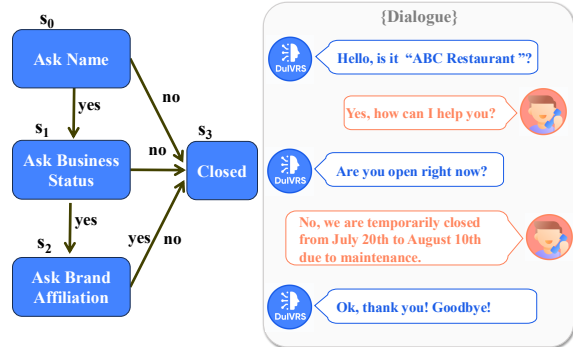 s0
Ask Name
yes
no
s1
Ask Business
Status
no
s3
Closed
yes
s2
Ask Brand
Affiliation
yes
no
{Dialogue}
DuIVRS
Hello, is it “ABC Restaurant ”?
Yes, how can I help you?
DuIVRS
Are you open right now?
No, we are temporarily closed
from July 20th to August 10th
due to maintenance.
DuIVRS
Ok, thank you! Goodbye!